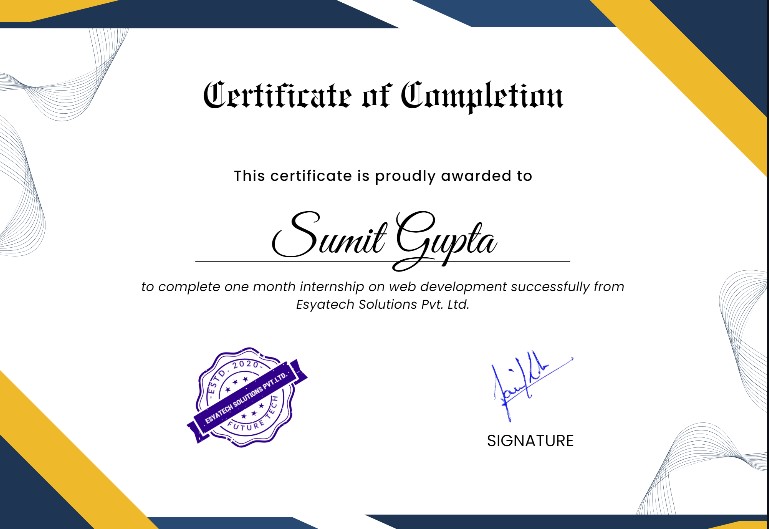 Certificate of Completion
This certificate is proudly awarded to
Sumit Gupta
to complete one month internship on web development successfully from
Esyatech Solutions Pvt. Ltd.
ESTD. 2020
ESYATECH SOLUTIONS PVT.LTD.
FUTURE TECH
SIGNATURE